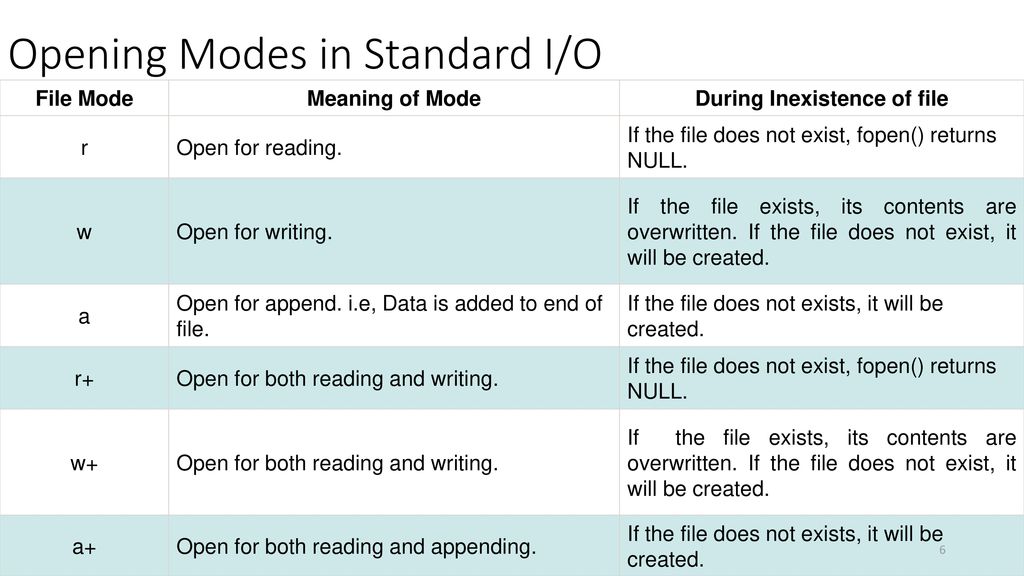 Opening Modes in Standard I/O
File Mode
Meaning of Mode
During Inexistence of file
r
Open for reading.
If the file does not exist, fopen() returns
NULL.
w
Open for writing.
If the file exists, its contents are
overwritten. If the file does not exist, it
will be created.
a
Open for append. i.e, Data is added to end of
file.
If the file does not exists, it will be
created.
r+
Open for both reading and writing.
If the file does not exist, fopen() returns
NULL.
w+
Open for both reading and writing.
If the file exists, its contents are
overwritten. If the file does not exist, it
will be created.
a+
Open for both reading and appending.
If the file does not exists, it will be
created.
6